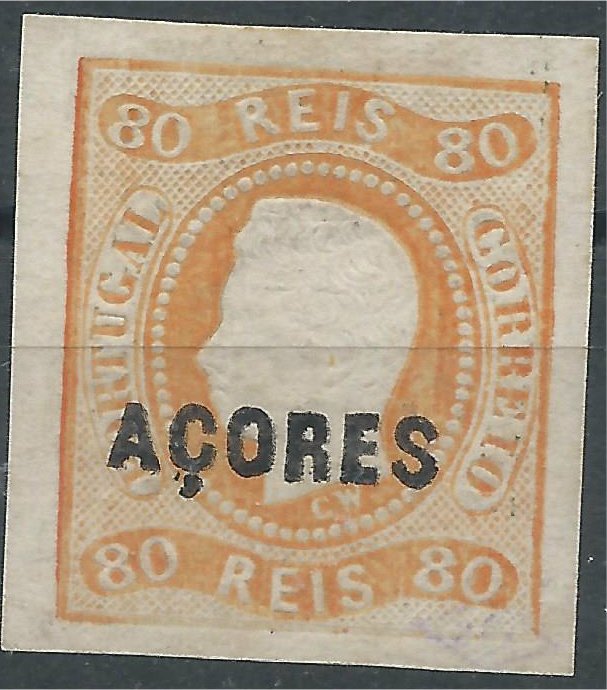 80 REIS 80
PORTUGAL
CORREIO
AÇORES
C.W.
80 REIS 80